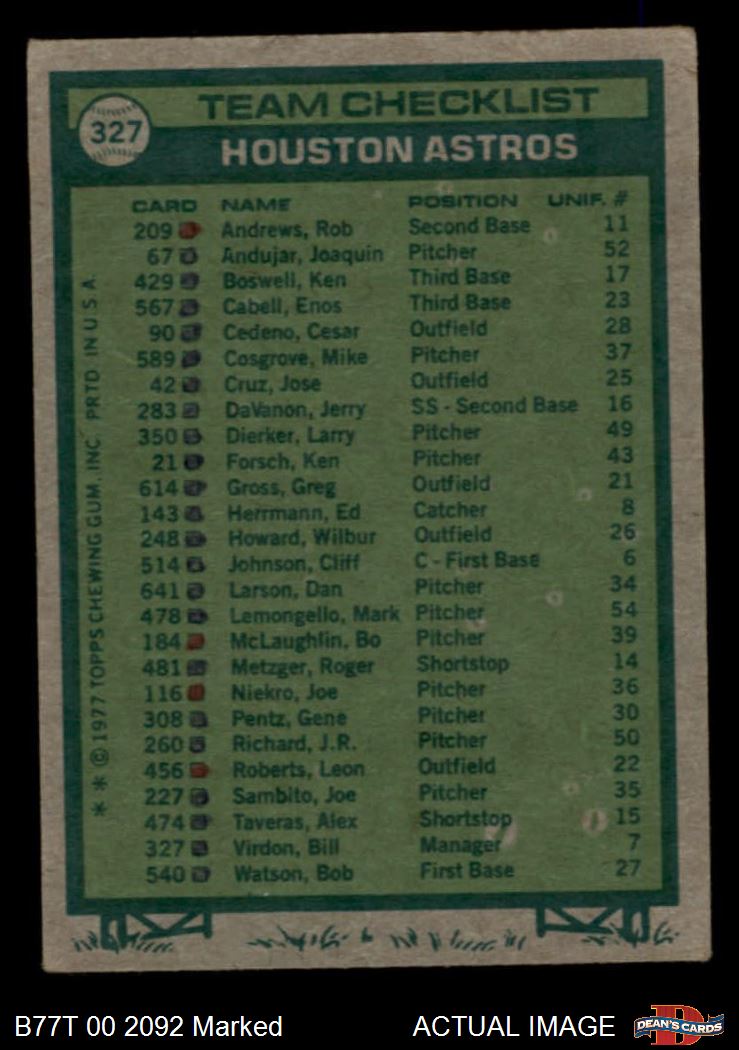 327
TEAM CHECKLIST
HOUSTON ASTROS
CARD NAME POSITION UNIF. #
209 Andrews, Rob Second Base 11
67 Andujar, Joaquin Pitcher 52
429 Boswell, Ken Third Base 17
567 Cabell, Enos Third Base 23
90 Cedeno, Cesar Outfield 28
589 Cosgrove, Mike Pitcher 37
42 Cruz, Jose Outfield 25
283 DaVanon, Jerry SS - Second Base 16
350 Dierker, Larry Pitcher 49
21 Forsch, Ken Pitcher 43
614 Gross, Greg Outfield 21
143 Herrmann, Ed Catcher 8
248 Howard, Wilbur Outfield 26
514 Johnson, Cliff C - First Base 6
641 Larson, Dan Pitcher 34
478 Lemongello, Mark Pitcher 54
184 McLaughlin, Bo Pitcher 39
481 Metzger, Roger Shortstop 14
116 Niekro, Joe Pitcher 36
308 Pentz, Gene Pitcher 30
260 Richard, J.R. Pitcher 50
456 Roberts, Leon Outfield 22
227 Sambito, Joe Pitcher 35
474 Taveras, Alex Shortstop 15
327 Virdon, Bill Manager 7
540 Watson, Bob First Base 27
* * © 1977 TOPPS CHEWING GUM, INC. PRTD. IN U S A
B77T 00 2092 Marked ACTUAL IMAGE
D
DEAN'S CARDS